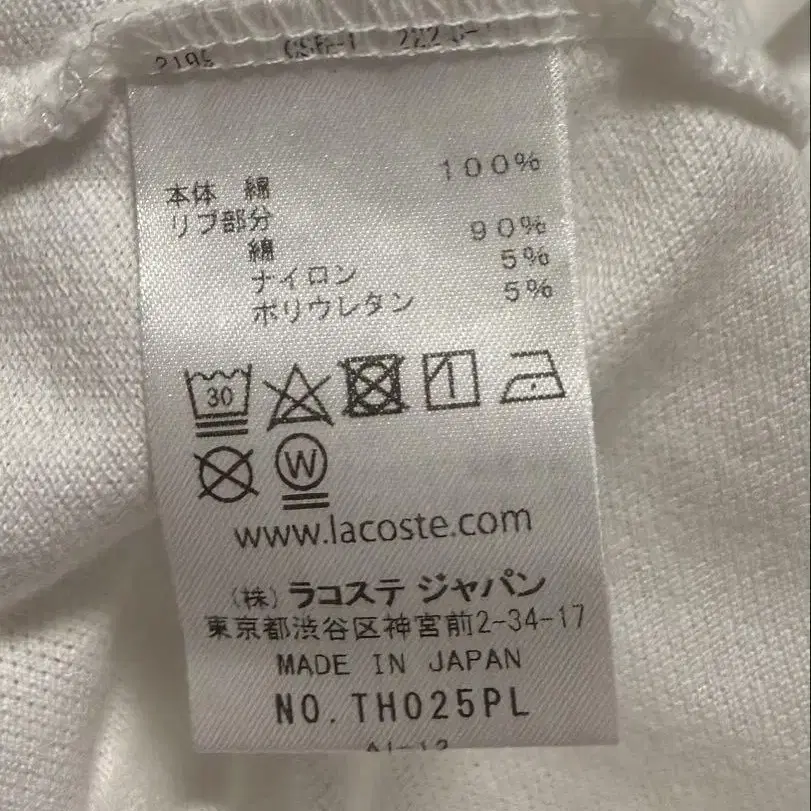 本体 綿 100%
リブ部分
綿 90%
ナイロン 5%
ポリウレタン 5%
30
W
www.lacoste.com
(株) ラコステ ジャパン
東京都渋谷区神宮前2-34-17
MADE IN JAPAN
NO. TH025PL